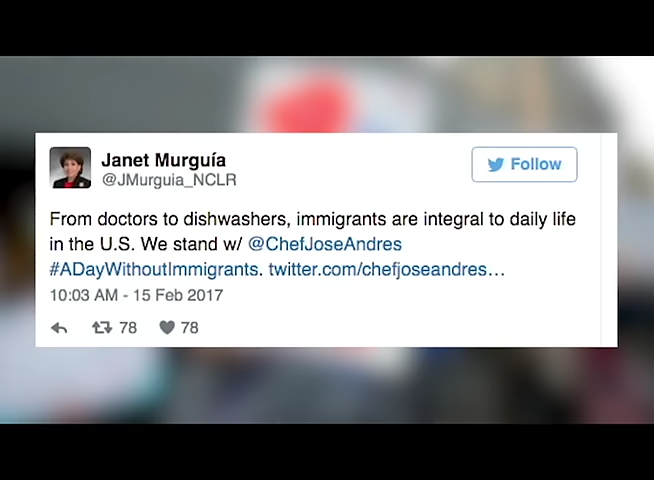 Janet Murguía
@JMurguia_NCLR
Follow
From doctors to dishwashers, immigrants are integral to daily life
in the U.S. We stand w/ @ChefJoseAndres
#ADayWithoutImmigrants. twitter.com/chefjoseandres…
10:03 AM - 15 Feb 2017
78 78